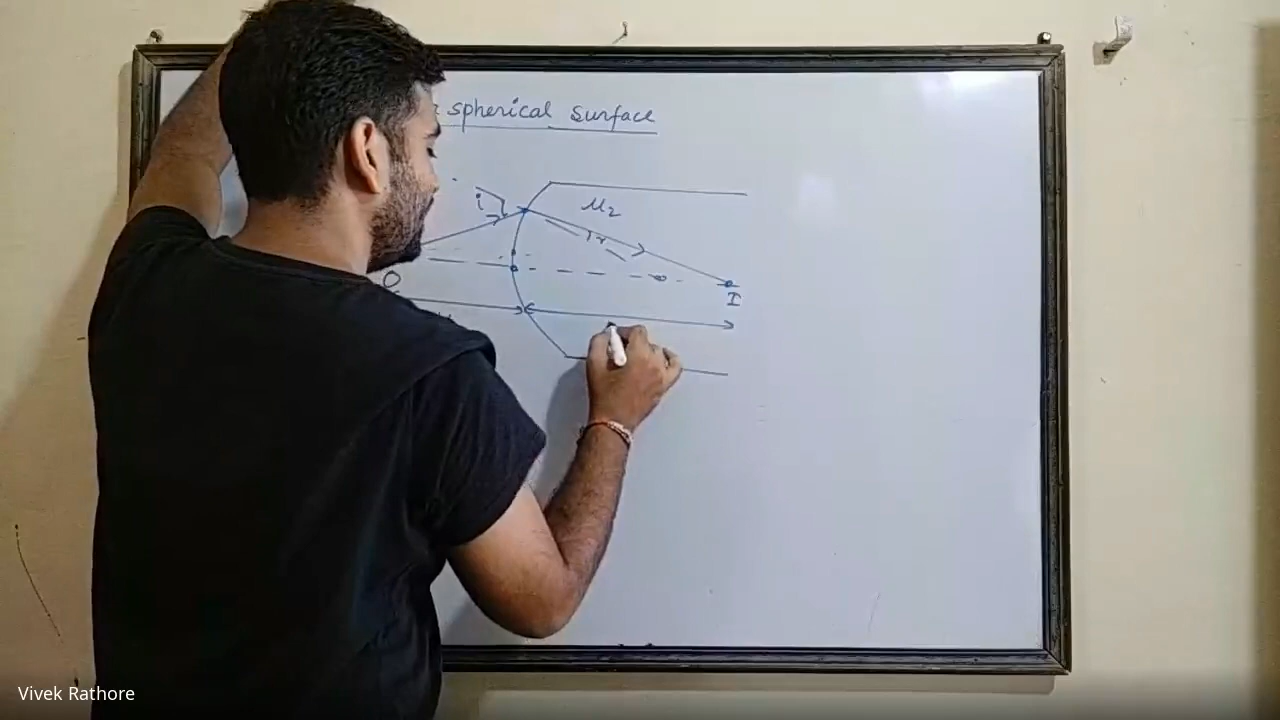 spherical Surface
i
μ2
r
O
I
Vivek Rathore